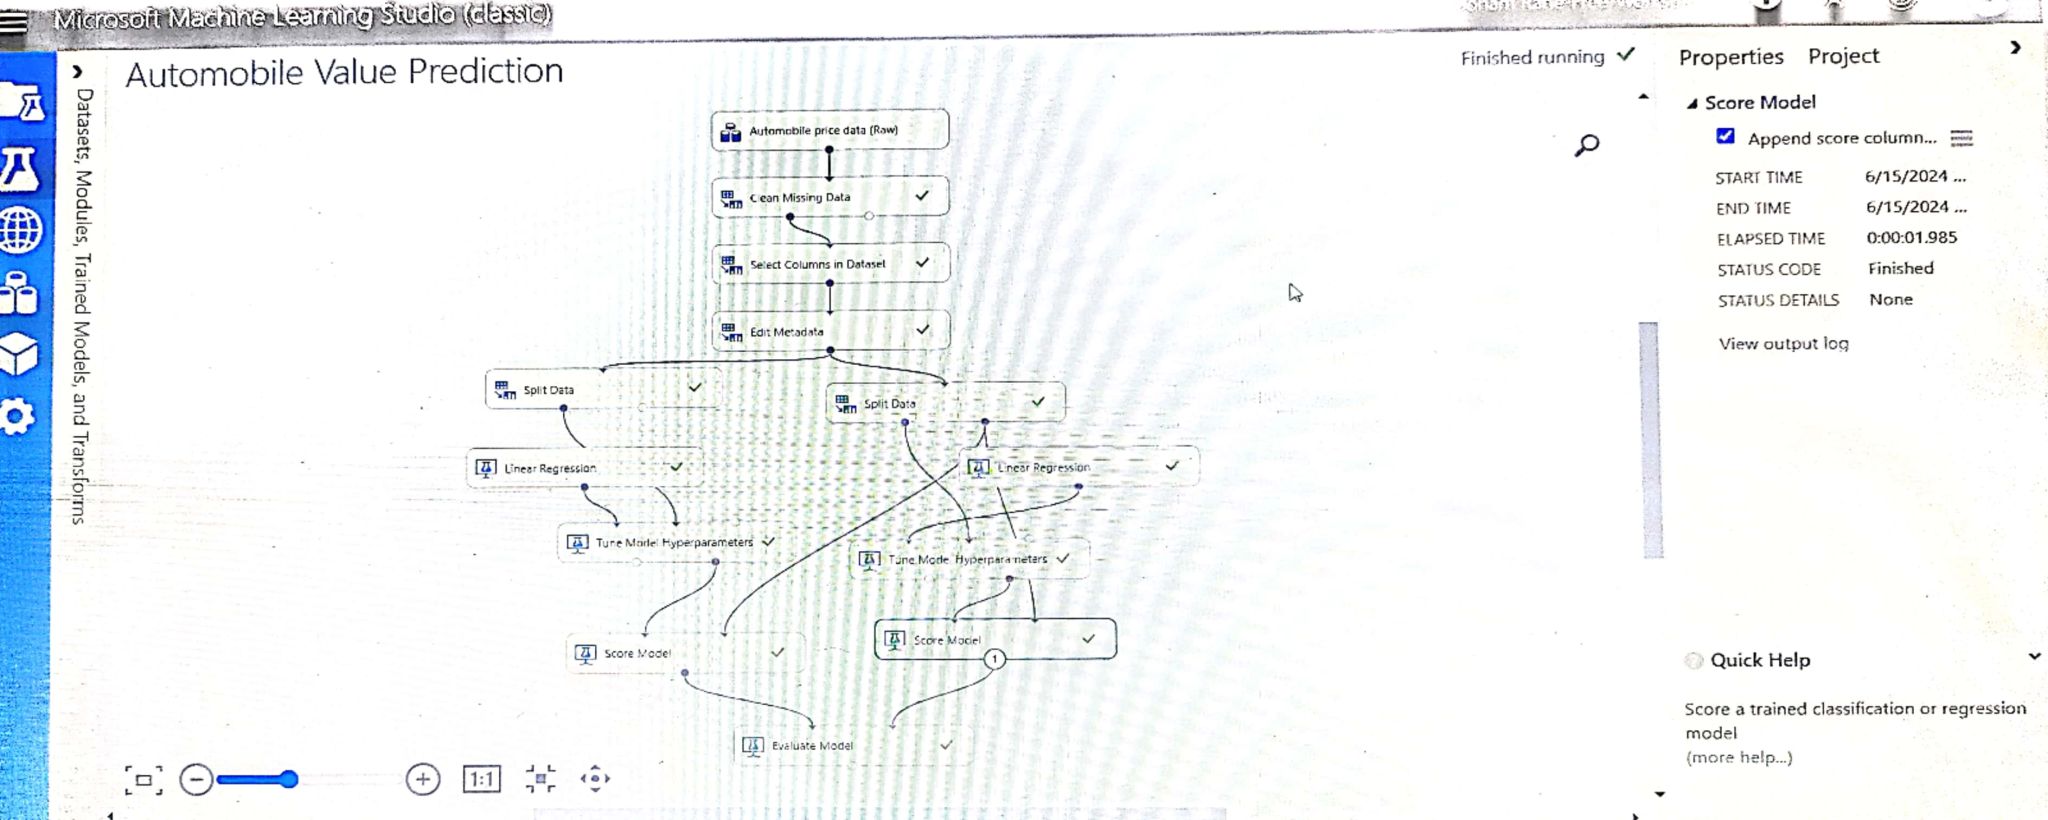 Microsoft Machine Learning Studio (classic)
Automobile Value Prediction
Finished running
Datasets, Modules, Trained Models, and Transforms
Automobile price data (Raw)
Clean Missing Data
Select Columns in Dataset
Edit Metadata
Split Data
Split Data
Linear Regression
Linear Regression
Tune Model Hyperparameters
Tune Model Hyperparameters
Score Model
Score Model
1
Evaluate Model
1:1
Properties Project
Score Model
Append score column...
START TIME 6/15/2024 ...
END TIME 6/15/2024 ...
ELAPSED TIME 0:00:01.985
STATUS CODE Finished
STATUS DETAILS None
View output log
Quick Help
Score a trained classification or regression
model
(more help...)